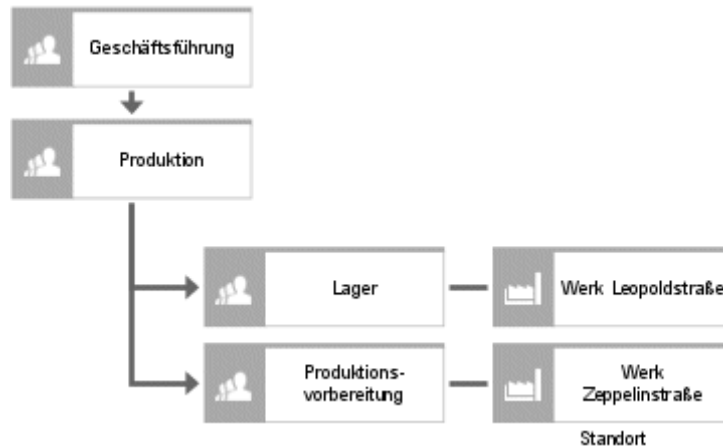 Geschäftsführung
Produktion
Lager
Werk Leopoldstraße
Produktions-
vorbereitung
Werk
Zeppelinstraße
Standort